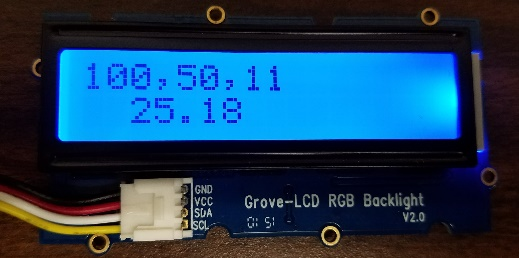 100,50,11
25.18
GND
VCC
SDA
SCL
Grove-LCD RGB Backlight
V2.0